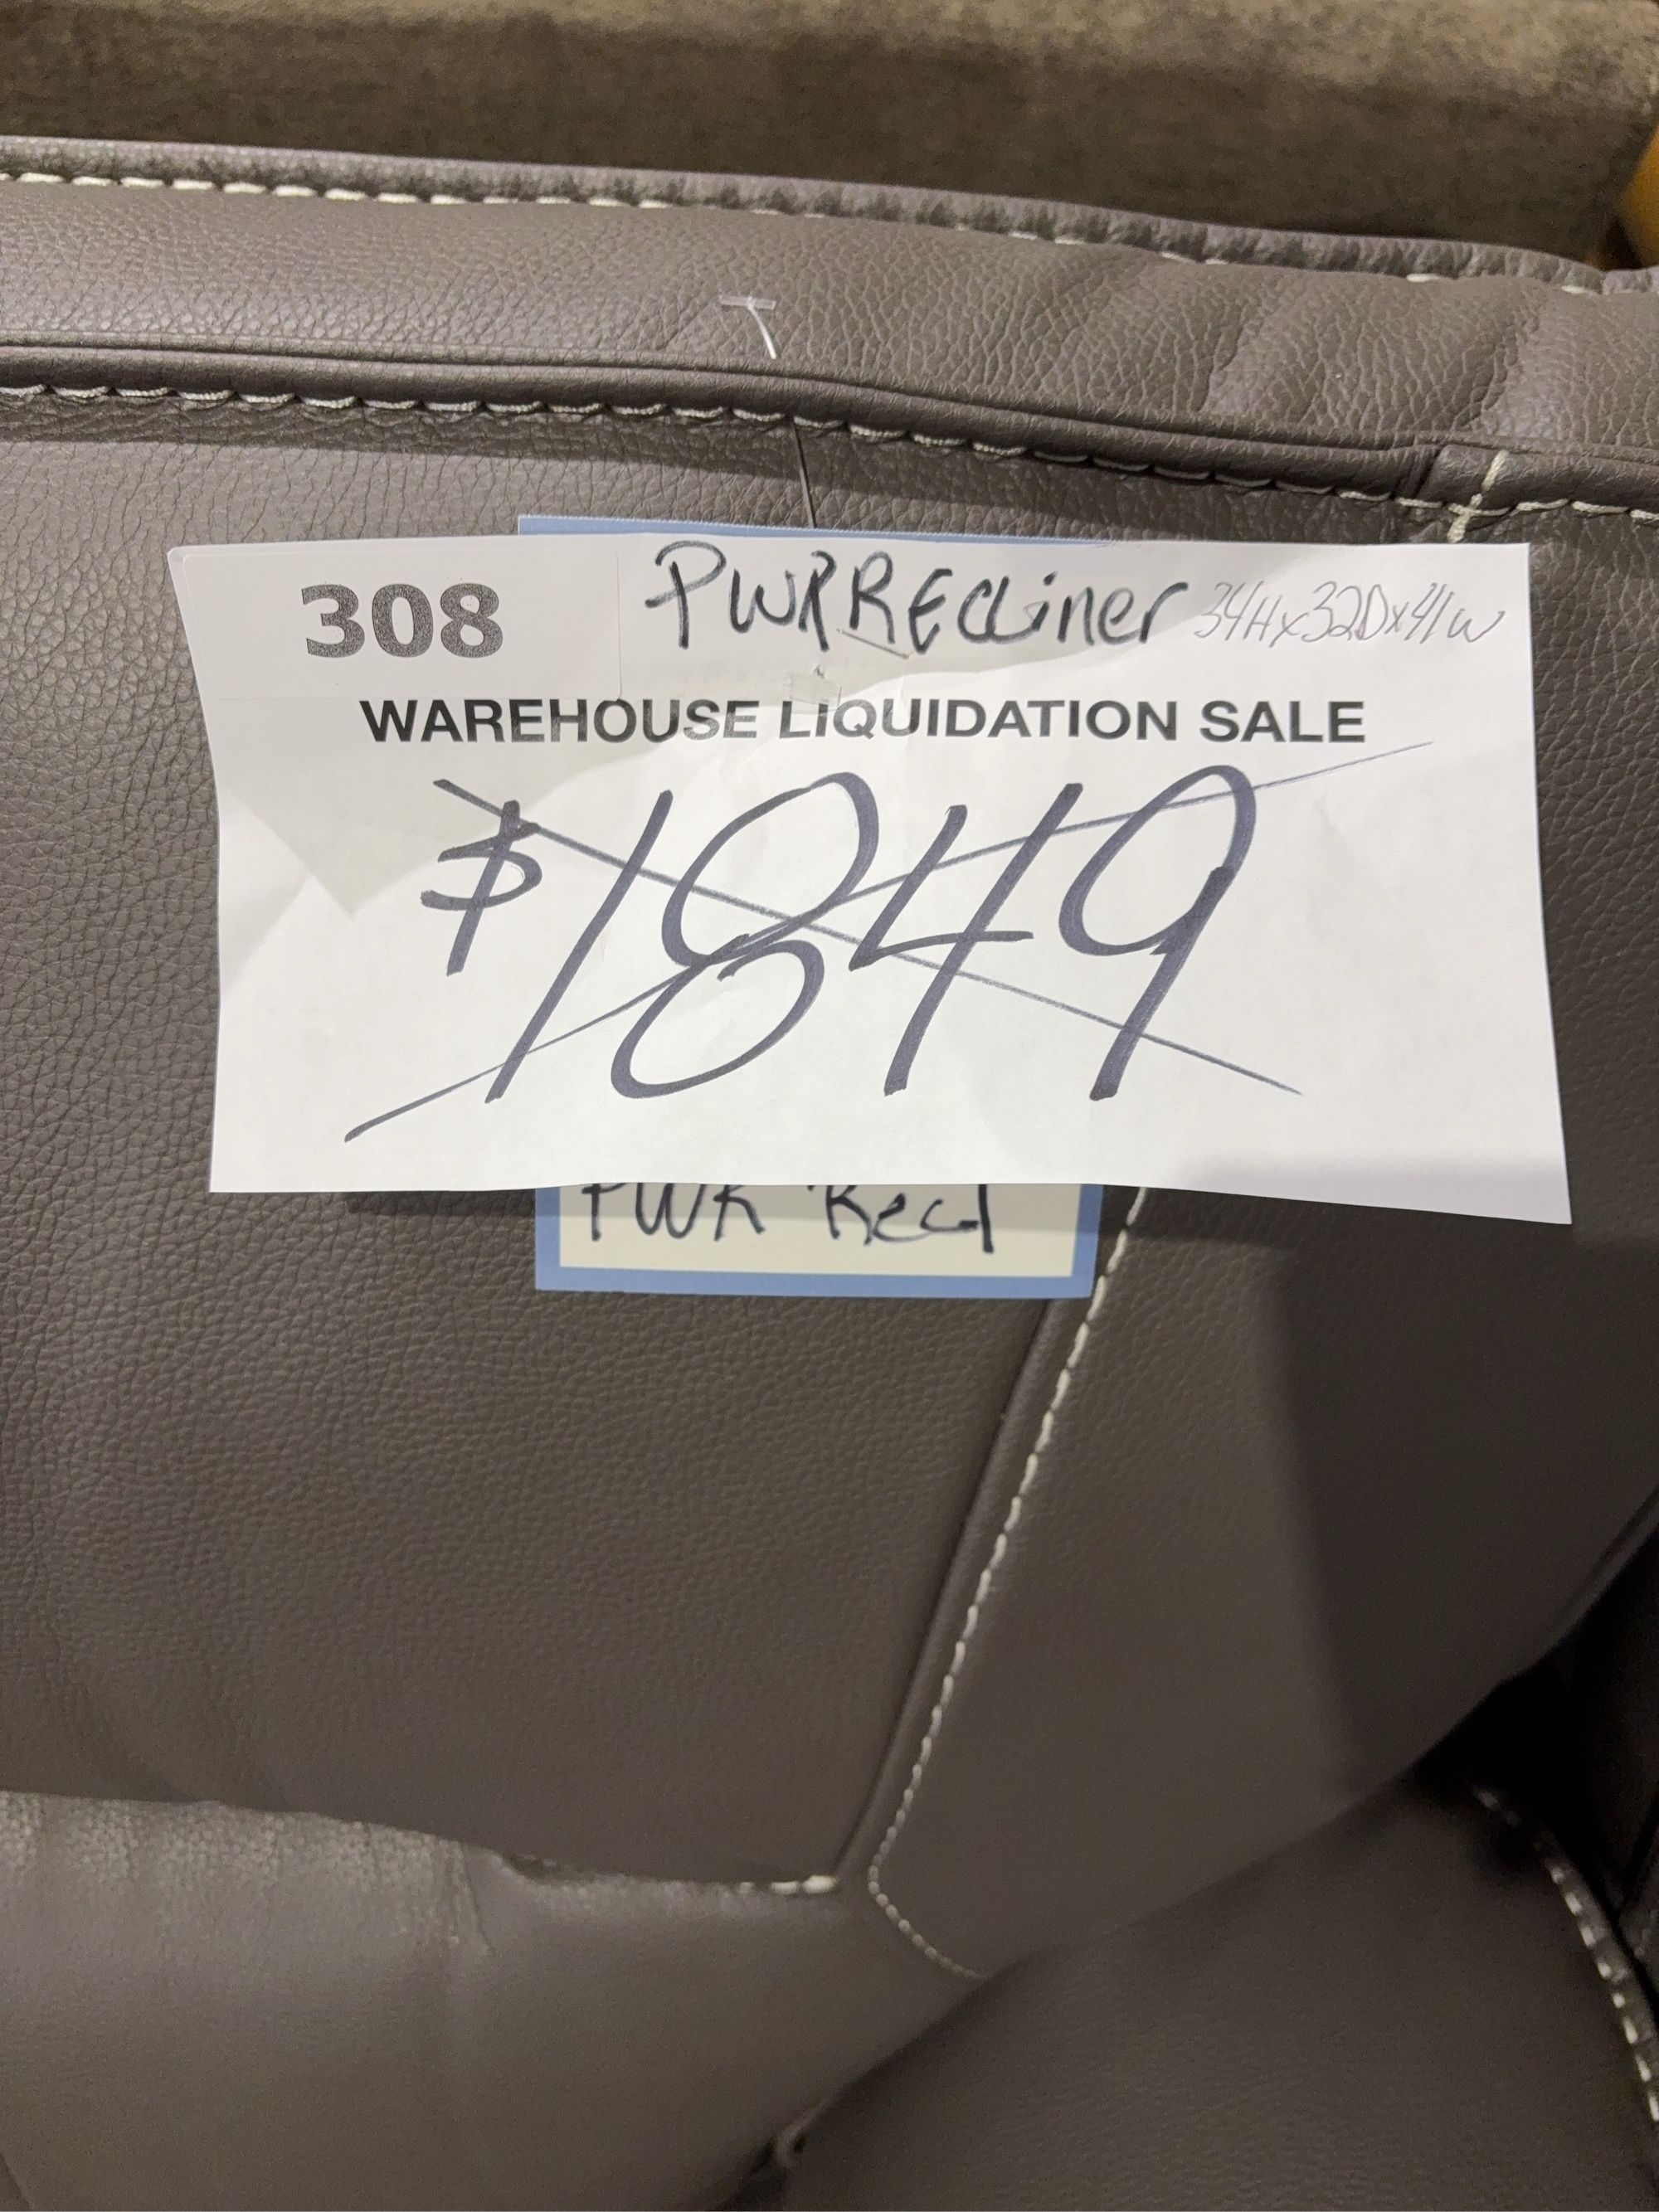 308 PWR RECLiner 34Hx32Dx41W
WAREHOUSE LIQUIDATION SALE
$1849
PWR Recl